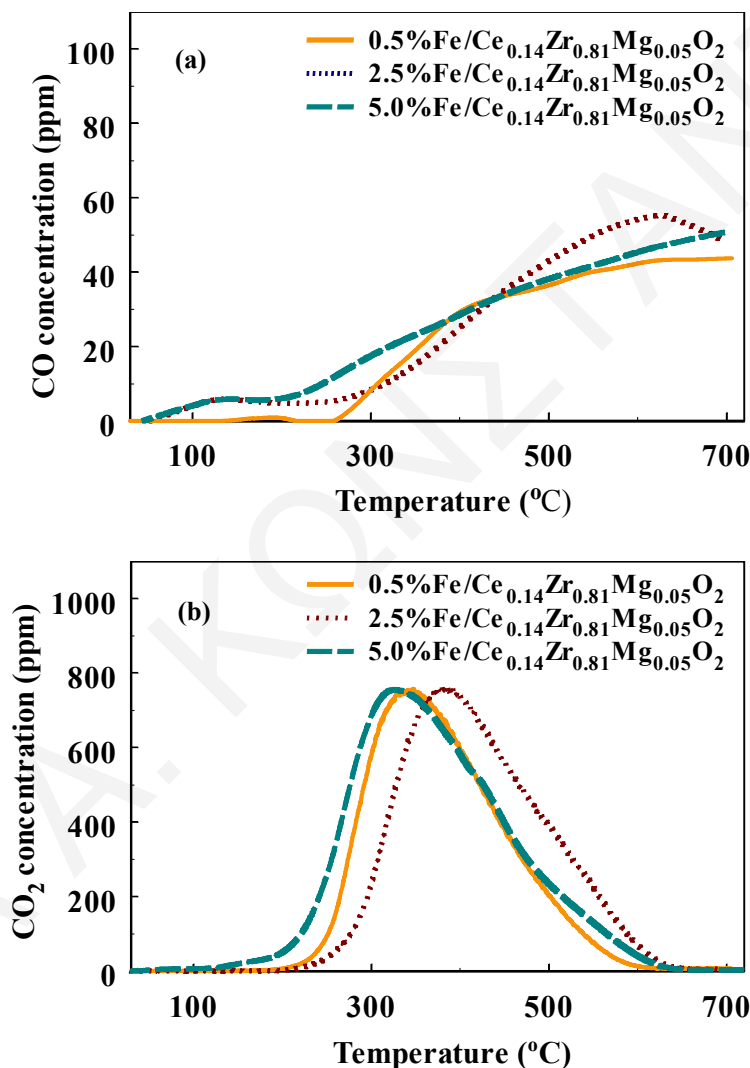 (a)
0.5%Fe/Ce0.14Zr0.81Mg0.05O2
2.5%Fe/Ce0.14Zr0.81Mg0.05O2
5.0%Fe/Ce0.14Zr0.81Mg0.05O2
CO concentration (ppm)
100
80
60
40
20
0
100 300 500 700
Temperature (°C)
(b)
0.5%Fe/Ce0.14Zr0.81Mg0.05O2
2.5%Fe/Ce0.14Zr0.81Mg0.05O2
5.0%Fe/Ce0.14Zr0.81Mg0.05O2
CO2 concentration (ppm)
1000
800
600
400
200
0
100 300 500 700
Temperature (°C)
Α. ΚΩΝΣΤΑΝ